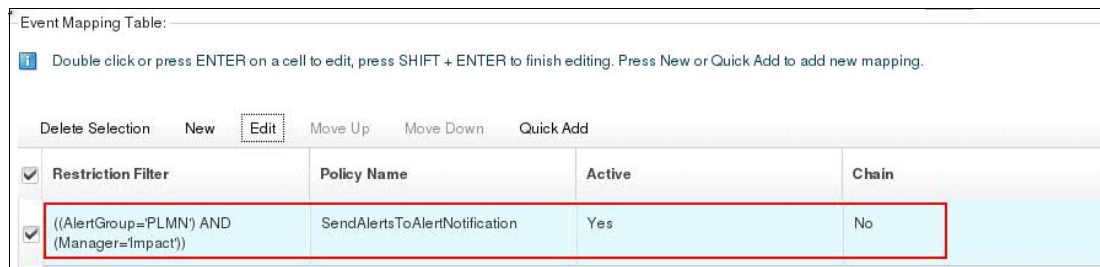 Event Mapping Table:
Double click or press ENTER on a cell to edit, press SHIFT + ENTER to finish editing. Press New or Quick Add to add new mapping.
Delete Selection New Edit Move Up Move Down Quick Add
Restriction Filter Policy Name Active Chain
((AlertGroup='PLMN') AND SendAlertsToAlertNotification Yes No
(Manager='Impact'))